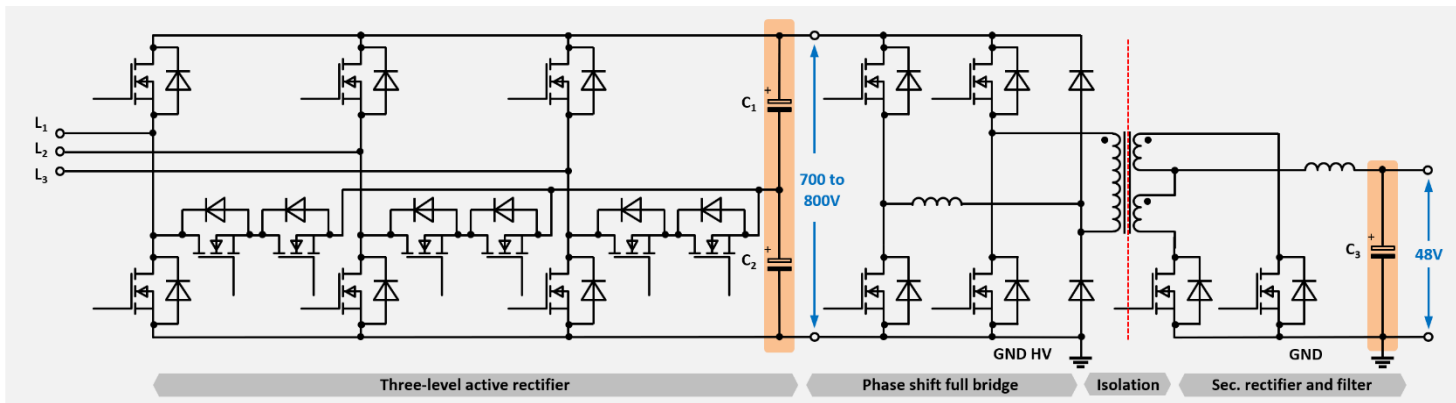 L1
L2
L3
+
C1
+
C2
700 to
800V
+
C3
48V
GND HV
GND
Three-level active rectifier
Phase shift full bridge
Isolation
Sec. rectifier and filter